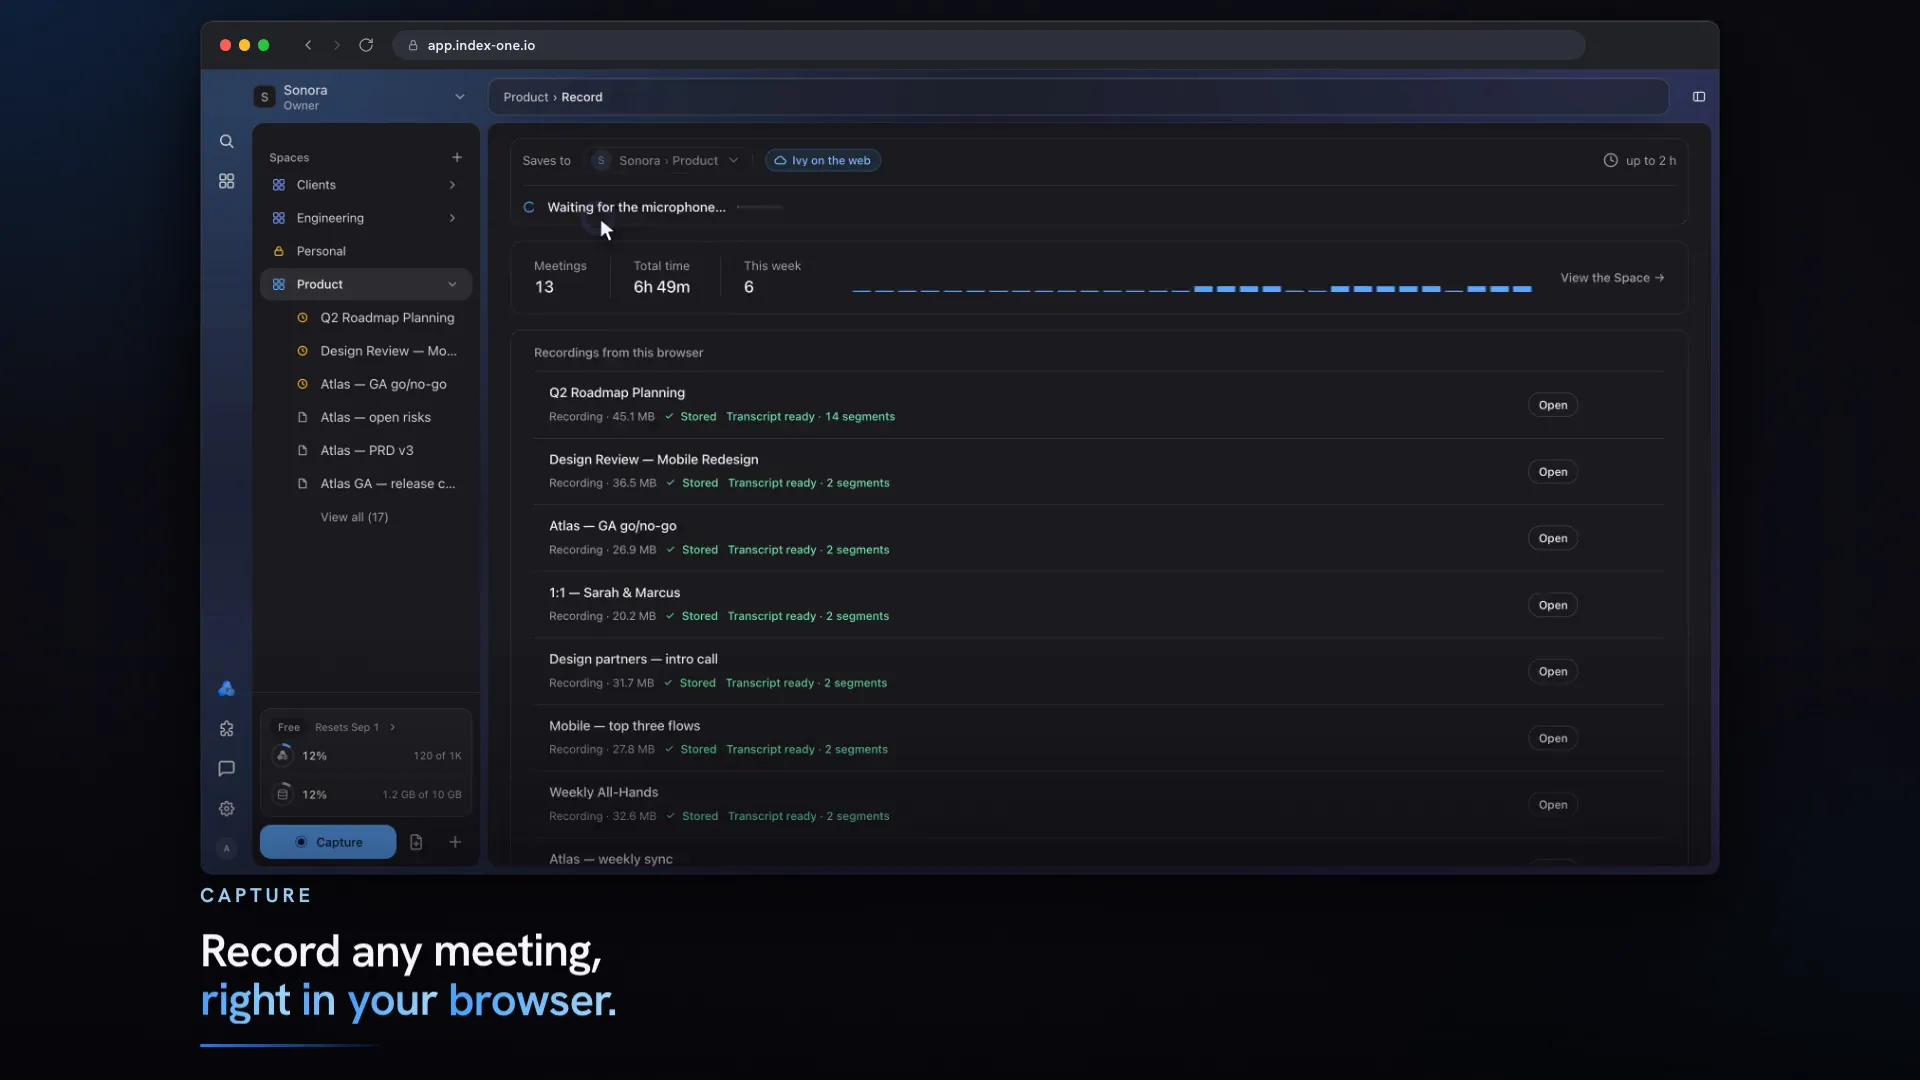 app.index-one.io
S Sonora
Owner
Product › Record
Spaces
Clients
Engineering
Personal
Product
Q2 Roadmap Planning
Design Review — Mo...
Atlas — GA go/no-go
Atlas — open risks
Atlas — PRD v3
Atlas GA — release c...
View all (17)
Free Resets Sep 1
12% 120 of 1K
12% 1.2 GB of 10 GB
Capture
A
Saves to S Sonora › Product Ivy on the web up to 2 h
Waiting for the microphone...
Meetings Total time This week
13 6h 49m 6
View the Space →
Recordings from this browser
Q2 Roadmap Planning
Recording · 45.1 MB ✓ Stored Transcript ready · 14 segments
Open
Design Review — Mobile Redesign
Recording · 36.5 MB ✓ Stored Transcript ready · 2 segments
Open
Atlas — GA go/no-go
Recording · 26.9 MB ✓ Stored Transcript ready · 2 segments
Open
1:1 — Sarah & Marcus
Recording · 20.2 MB ✓ Stored Transcript ready · 2 segments
Open
Design partners — intro call
Recording · 31.7 MB ✓ Stored Transcript ready · 2 segments
Open
Mobile — top three flows
Recording · 27.8 MB ✓ Stored Transcript ready · 2 segments
Open
Weekly All-Hands
Recording · 32.6 MB ✓ Stored Transcript ready · 2 segments
Open
Atlas — weekly sync
CAPTURE
Record any meeting,
right in your browser.